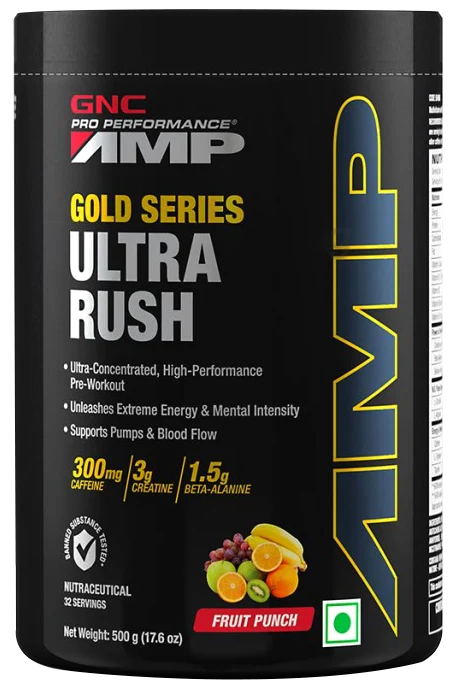 GNC
PRO PERFORMANCE®
AMP
GOLD SERIES
ULTRA
RUSH
• Ultra-Concentrated, High-Performance
Pre-Workout
• Unleashes Extreme Energy & Mental Intensity
• Supports Pumps & Blood Flow
300mg
CAFFEINE
3g
CREATINE
1.5g
BETA-ALANINE
BANNED SUBSTANCE TESTED
NUTRACEUTICAL
32 SERVINGS
Net Weight: 500 g (17.6 oz)
FRUIT PUNCH
AMP